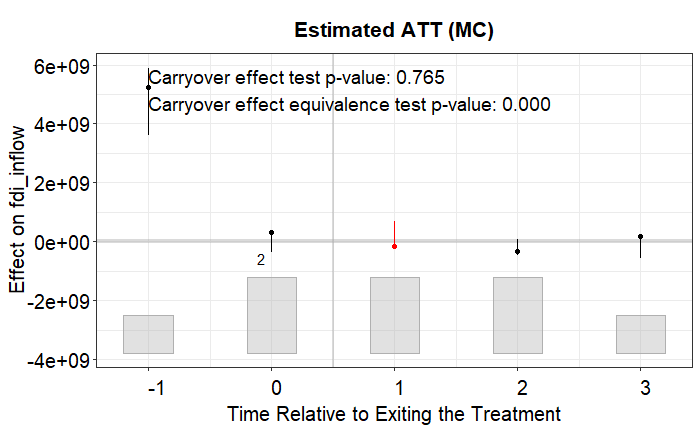 Estimated ATT (MC)
Carryover effect test p-value: 0.765
Carryover effect equivalence test p-value: 0.000
Effect on fdi_inflow
6e+09
4e+09
2e+09
0e+00
-2e+09
-4e+09
2
-1 0 1 2 3
Time Relative to Exiting the Treatment